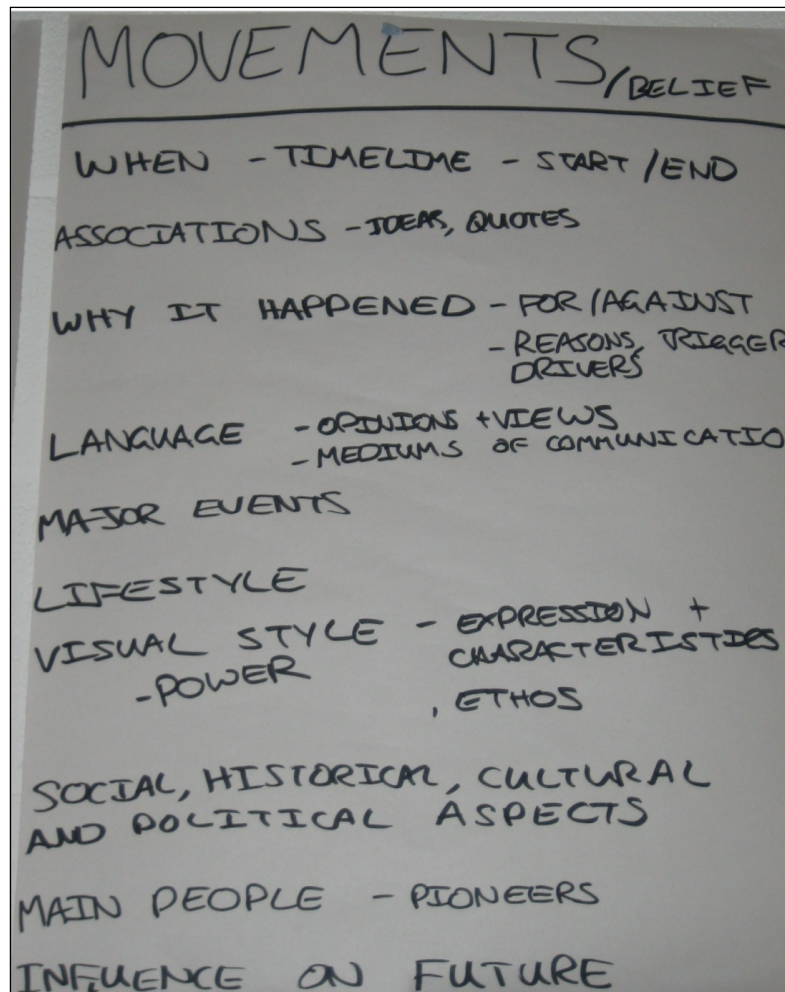 MOVEMENTS/BELIEF
WHEN - TIMELIME - START/END
ASSOCIATIONS - IDEAS, QUOTES
WHY IT HAPPENED - FOR/AGAINST
- REASONS, TRIGGER
DRIVERS
LANGUAGE - OPINIONS + VIEWS
- MEDIUMS OF COMMUNICATIO
MAJOR EVENTS
LIFESTYLE
VISUAL STYLE - EXPRESSION +
CHARACTERISTICS
- POWER
, ETHOS
SOCIAL, HISTORICAL, CULTURAL
AND POLITICAL ASPECTS
MAIN PEOPLE - PIONEERS
INFLUENCE ON FUTURE